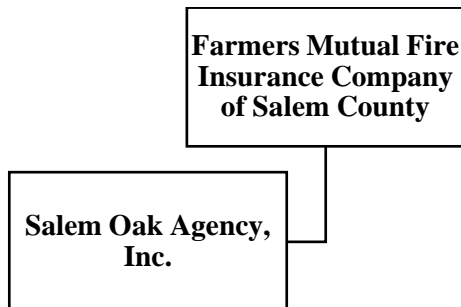 Farmers Mutual Fire
Insurance Company
of Salem County
Salem Oak Agency,
Inc.